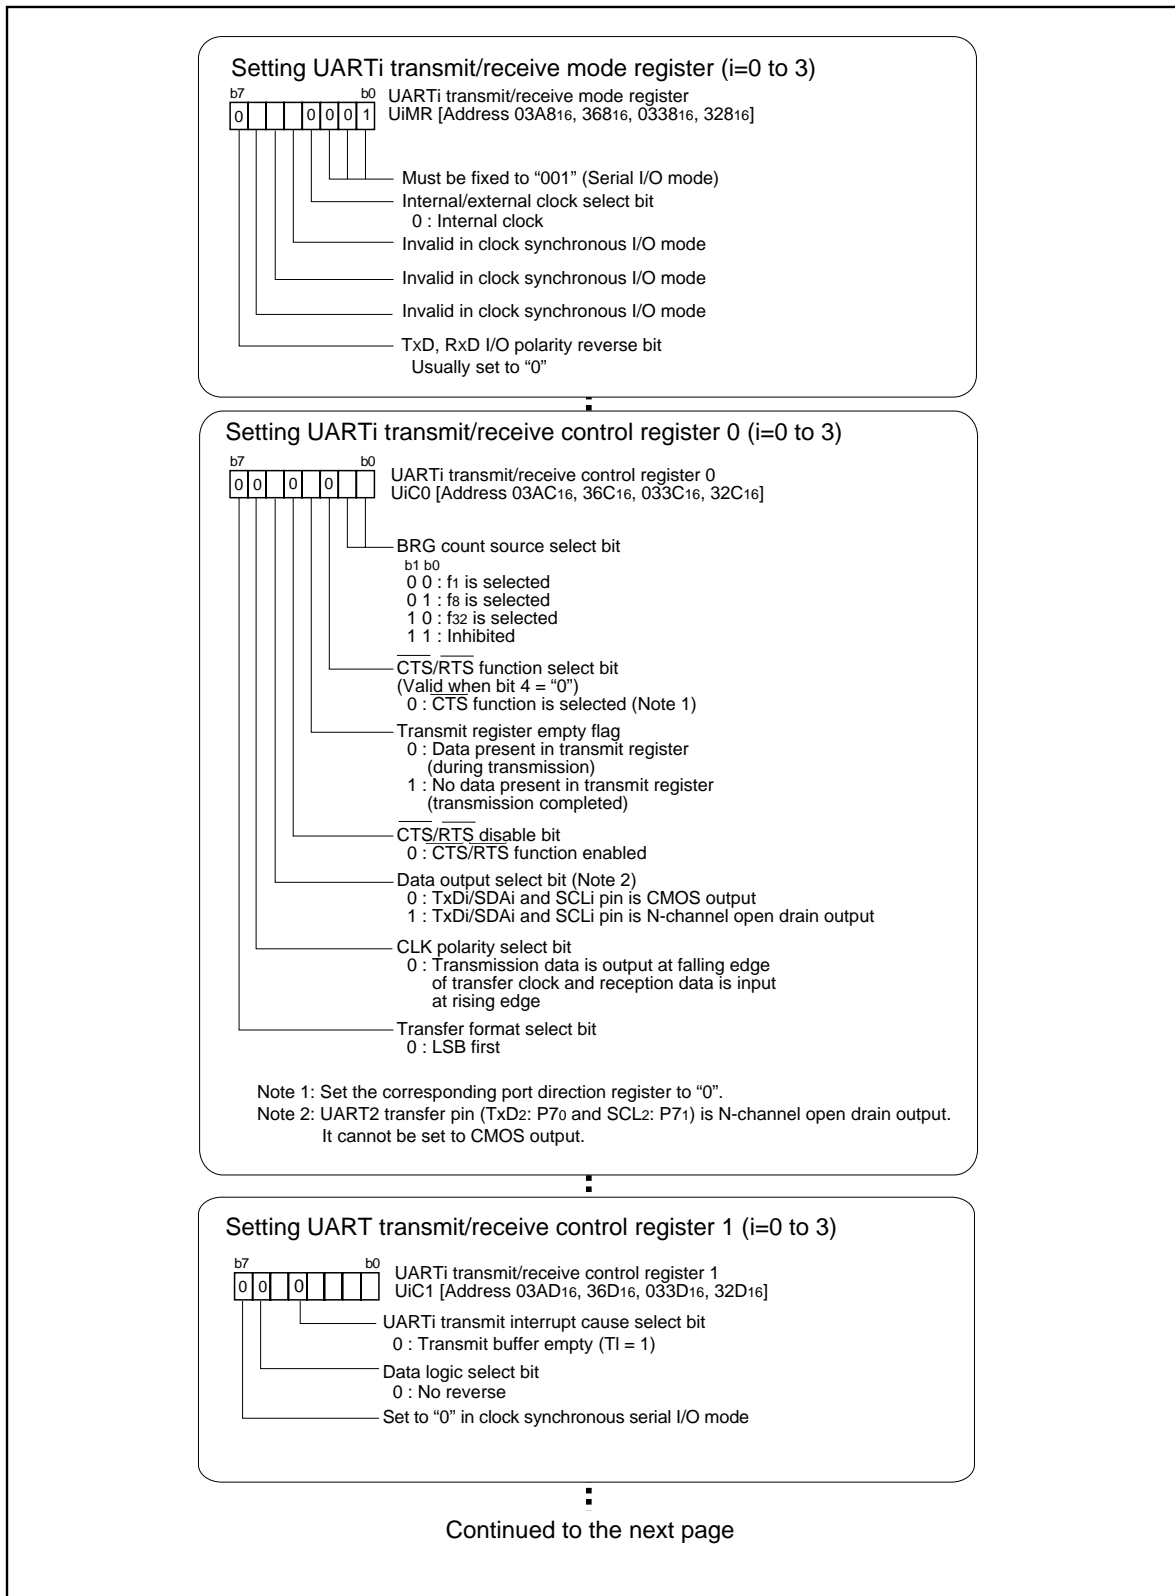 Setting UARTi transmit/receive mode register (i=0 to 3)
b7 b0
0 0 0 0 1
UARTi transmit/receive mode register
UiMR [Address 03A816, 36816, 033816, 32816]
Must be fixed to “001” (Serial I/O mode)
Internal/external clock select bit
0 : Internal clock
Invalid in clock synchronous I/O mode
Invalid in clock synchronous I/O mode
Invalid in clock synchronous I/O mode
TxD, RxD I/O polarity reverse bit
Usually set to “0”
Setting UARTi transmit/receive control register 0 (i=0 to 3)
b7 b0
0 0 0 0
UARTi transmit/receive control register 0
UiC0 [Address 03AC16, 36C16, 033C16, 32C16]
BRG count source select bit
b1 b0
0 0 : f1 is selected
0 1 : f8 is selected
1 0 : f32 is selected
1 1 : Inhibited
CTS/RTS function select bit
(Valid when bit 4 = “0”)
0 : CTS function is selected (Note 1)
Transmit register empty flag
0 : Data present in transmit register
(during transmission)
1 : No data present in transmit register
(transmission completed)
CTS/RTS disable bit
0 : CTS/RTS function enabled
Data output select bit (Note 2)
0 : TxDi/SDAi and SCLi pin is CMOS output
1 : TxDi/SDAi and SCLi pin is N-channel open drain output
CLK polarity select bit
0 : Transmission data is output at falling edge
of transfer clock and reception data is input
at rising edge
Transfer format select bit
0 : LSB first
Note 1: Set the corresponding port direction register to “0”.
Note 2: UART2 transfer pin (TxD2: P70 and SCL2: P71) is N-channel open drain output.
It cannot be set to CMOS output.
Setting UART transmit/receive control register 1 (i=0 to 3)
b7 b0
0 0 0
UARTi transmit/receive control register 1
UiC1 [Address 03AD16, 36D16, 033D16, 32D16]
UARTi transmit interrupt cause select bit
0 : Transmit buffer empty (TI = 1)
Data logic select bit
0 : No reverse
Set to “0” in clock synchronous serial I/O mode
Continued to the next page